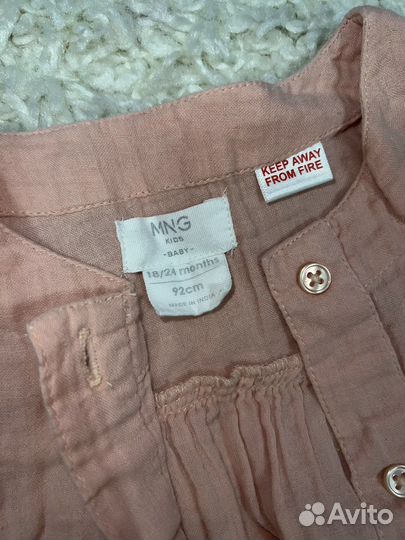 MNG
KIDS
-BABY-
18/24 months
92cm
MADE IN INDIA
KEEP AWAY
FROM FIRE
Avito